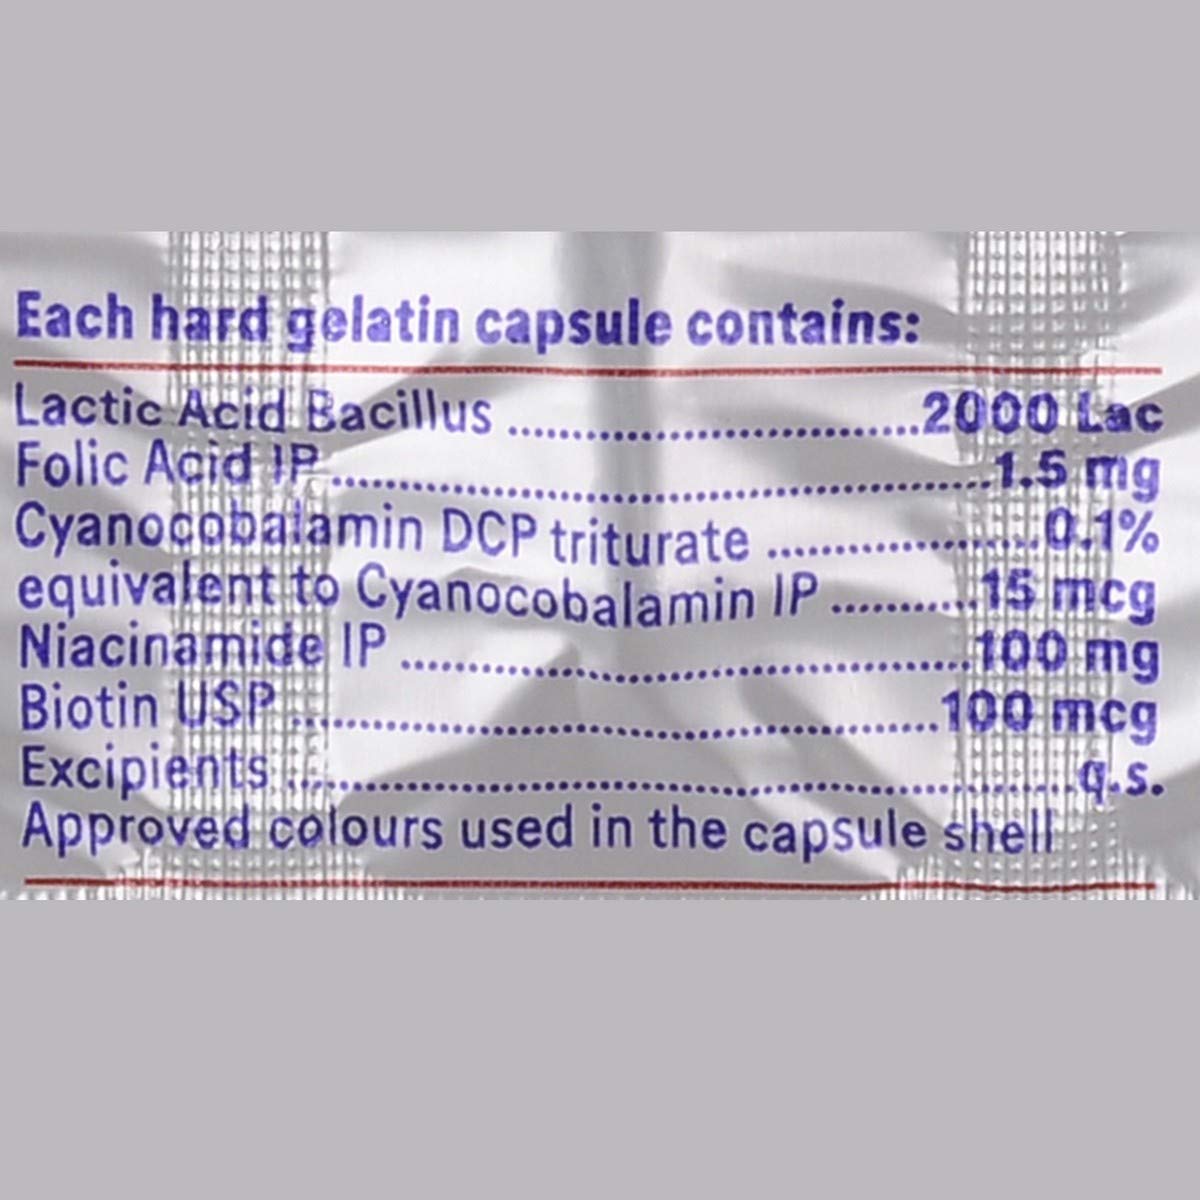 Each hard gelatin capsule contains:
Lactic Acid Bacillus ........................................2000 Lac
Folic Acid IP................................................................1.5 mg
Cyanocobalamin DCP triturate ..........................0.1%
equivalent to Cyanocobalamin IP ............15 mcg
Niacinamide IP ......................................................100 mg
Biotin USP .............................................................100 mcg
Excipients .............................................................................q.s.
Approved colours used in the capsule shell